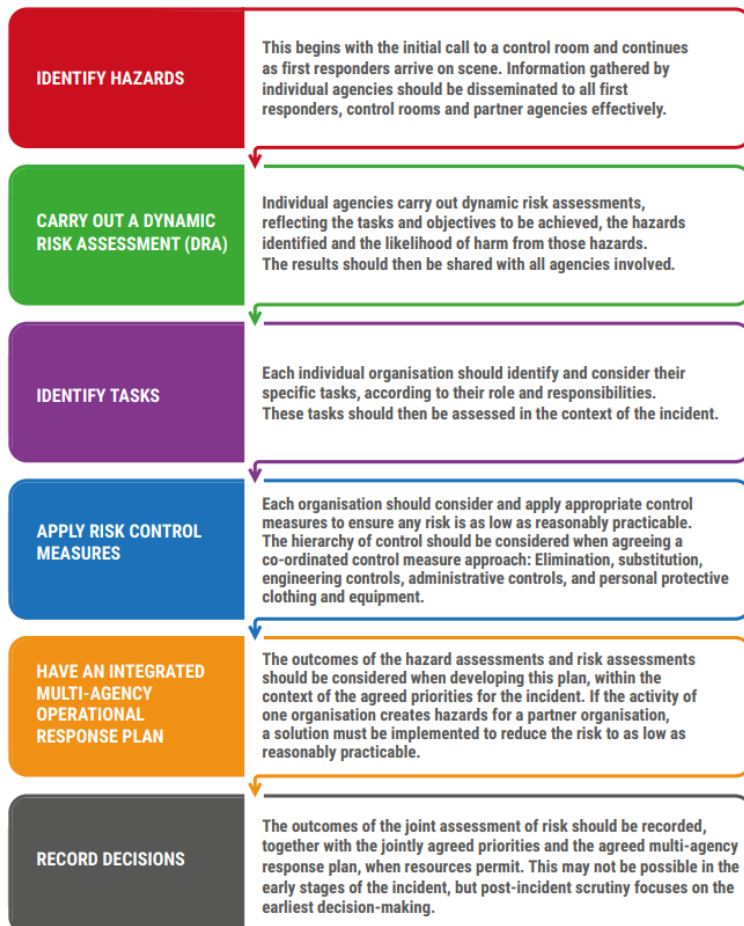 IDENTIFY HAZARDS
This begins with the initial call to a control room and continues
as first responders arrive on scene. Information gathered by
individual agencies should be disseminated to all first
responders, control rooms and partner agencies effectively.
CARRY OUT A DYNAMIC
RISK ASSESSMENT (DRA)
Individual agencies carry out dynamic risk assessments,
reflecting the tasks and objectives to be achieved, the hazards
identified and the likelihood of harm from those hazards.
The results should then be shared with all agencies involved.
IDENTIFY TASKS
Each individual organisation should identify and consider their
specific tasks, according to their role and responsibilities.
These tasks should then be assessed in the context of the incident.
APPLY RISK CONTROL
MEASURES
Each organisation should consider and apply appropriate control
measures to ensure any risk is as low as reasonably practicable.
The hierarchy of control should be considered when agreeing a
co-ordinated control measure approach: Elimination, substitution,
engineering controls, administrative controls, and personal protective
clothing and equipment.
HAVE AN INTEGRATED
MULTI-AGENCY
OPERATIONAL
RESPONSE PLAN
The outcomes of the hazard assessments and risk assessments
should be considered when developing this plan, within the
context of the agreed priorities for the incident. If the activity of
one organisation creates hazards for a partner organisation,
a solution must be implemented to reduce the risk to as low as
reasonably practicable.
RECORD DECISIONS
The outcomes of the joint assessment of risk should be recorded,
together with the jointly agreed priorities and the agreed multi-agency
response plan, when resources permit. This may not be possible in the
early stages of the incident, but post-incident scrutiny focuses on the
earliest decision-making.